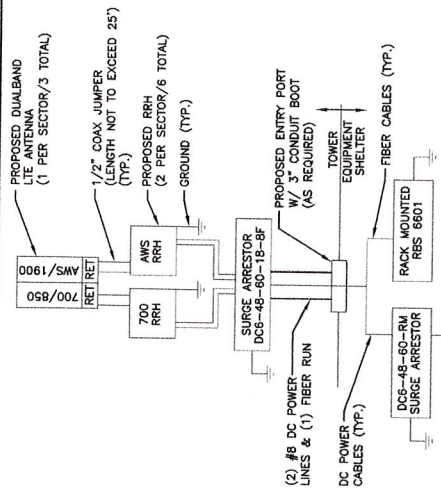 PROPOSED DUALBAND
LTE ANTENNA
(1 PER SECTOR/3 TOTAL)
1/2" COAX JUMPER
(LENGTH NOT TO EXCEED 25')
(TYP.)
PROPOSED RRH
(2 PER SECTOR/6 TOTAL)
GROUND (TYP.)
700/850
AWS/1900
RET
RET
700
RRH
AWS
RRH
SURGE ARRESTOR
DC6-48-60-18-8F
PROPOSED ENTRY PORT
W/ 3" CONDUIT BOOT
(AS REQUIRED)
(2) #8 DC POWER
LINES & (1) FIBER RUN
TOWER
EQUIPMENT
SHELTER
DC POWER
CABLES (TYP.)
FIBER CABLES (TYP.)
DC6-48-60-RM
SURGE ARRESTOR
RACK MOUNTED
RBS 6601